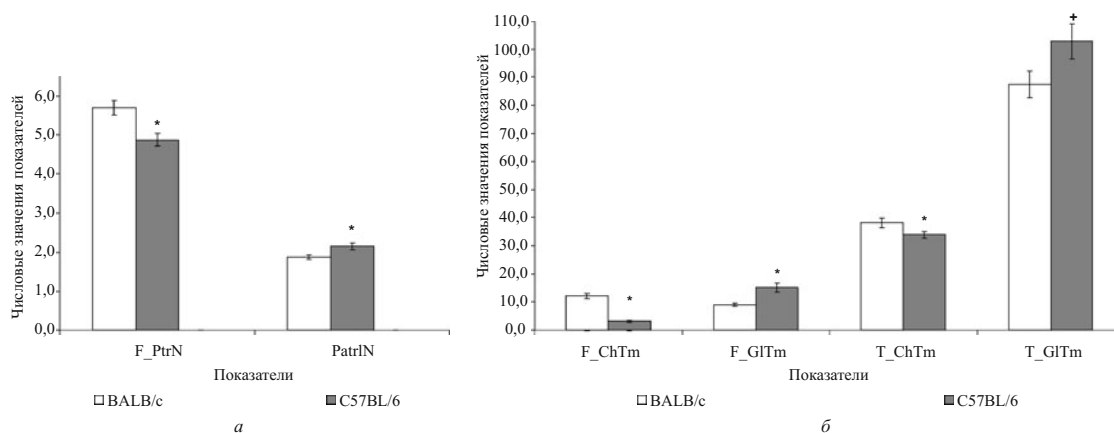 Числовые значения показателей
6,0
5,0
4,0
3,0
2,0
1,0
0,0
*
*
F_PtrN PatrlN
Показатели
BALB/c C57BL/6
а
Числовые значения показателей
110,0
100,0
90,0
80,0
70,0
60,0
50,0
40,0
30,0
20,0
10,0
0,0
*
*
*
+
F_ChTm F_GlTm T_ChTm T_GlTm
Показатели
BALB/c C57BL/6
б